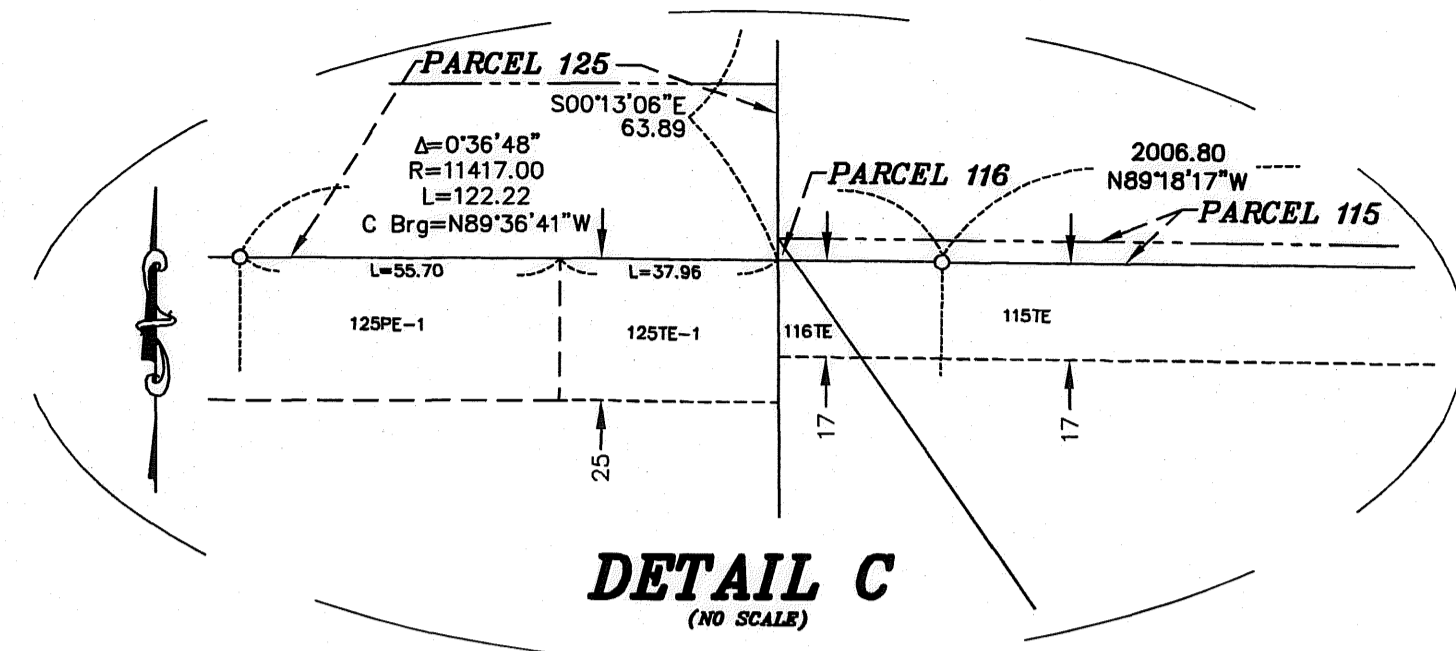 PARCEL 125
S00°13'06"E
63.89
Δ=0°36'48"
R=11417.00
L=122.22
C Brg=N89°36'41"W
2006.80
N89°18'17"W
PARCEL 116
PARCEL 115
L=55.70
L=37.96
125PE-1
125TE-1
116TE
115TE
25
17
17
DETAIL C
(NO SCALE)